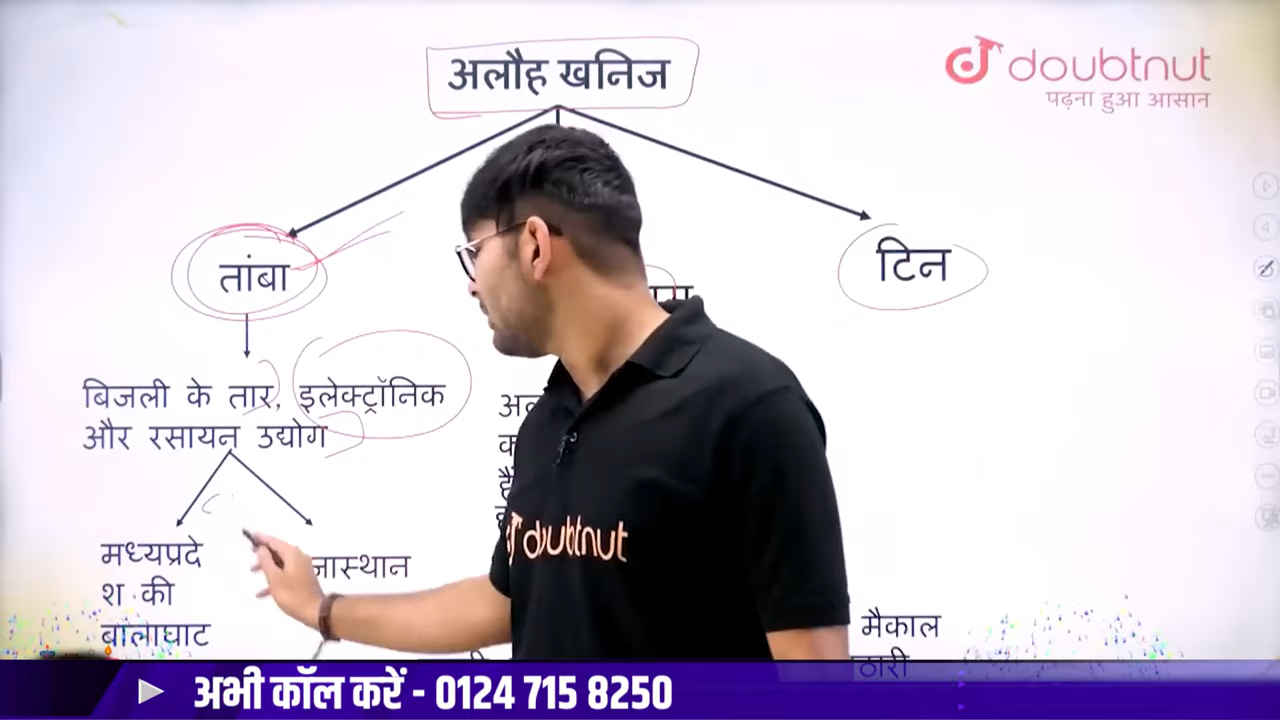 अलौह खनिज
doubtnut
पढ़ना हुआ आसान
तांबा
टिन
बिजली के तार, इलेक्ट्रॉनिक
और रसायन उद्योग
मध्यप्रदे
श की
बालाघाट
doubtnut
मैकाल
अभी कॉल करें - 0124 715 8250